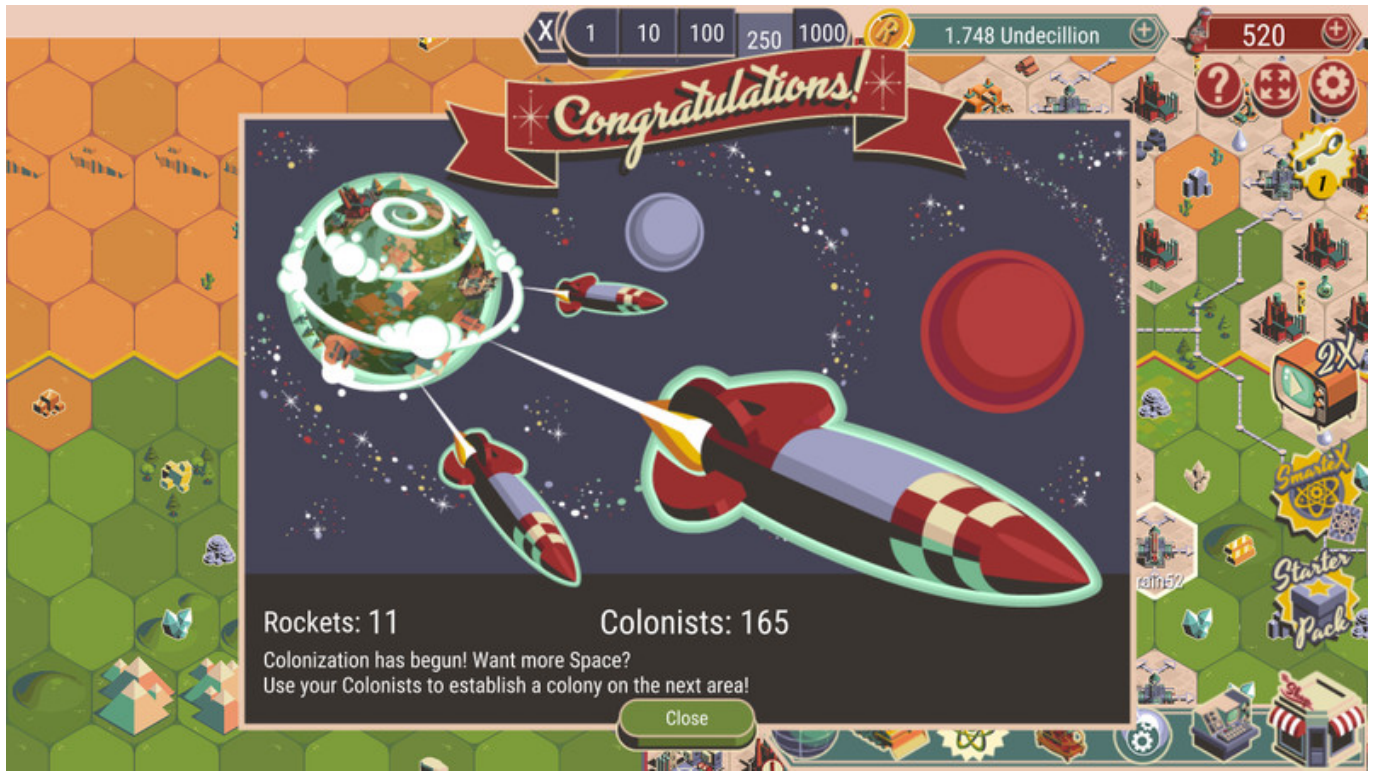 X 1 10 100 250 1000 R 1.748 Undecillion + 520 +
Congratulations!
?
1
2X
SmarteX
Starter
Pack
Rockets: 11 Colonists: 165
Colonization has begun! Want more Space?
Use your Colonists to establish a colony on the next area!
Close